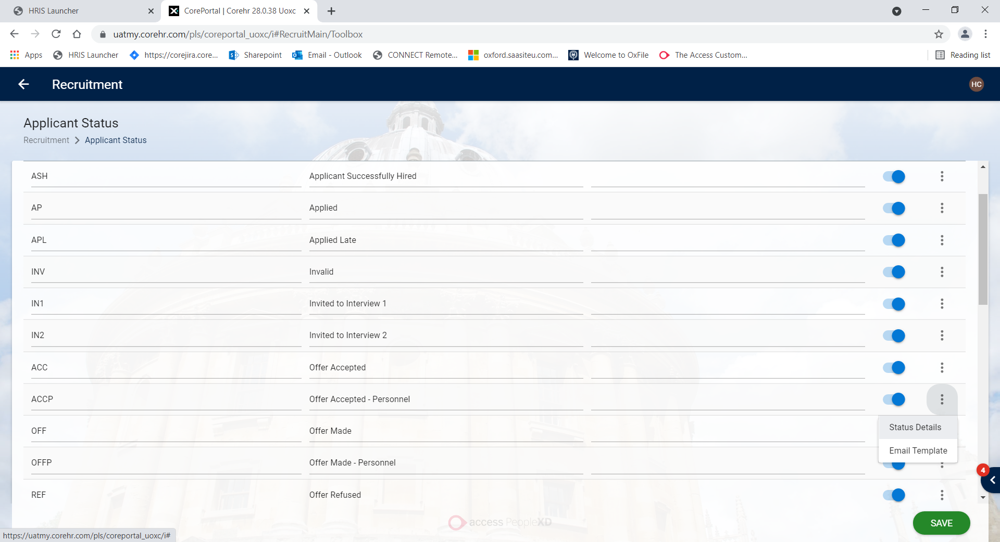 HRIS Launcher
CorePortal | Corehr 28.0.38 Uoxc
uatmy.corehr.com/pls/coreportal_uoxc/i#RecruitMain/Toolbox
Apps HRIS Launcher https://corejira.core... Sharepoint Email - Outlook CONNECT Remote... oxford.saasiteu.com... Welcome to OxFile The Access Custom... Reading list
Recruitment
HC
Applicant Status
Recruitment > Applicant Status
ASH Applicant Successfully Hired
AP Applied
APL Applied Late
INV Invalid
IN1 Invited to Interview 1
IN2 Invited to Interview 2
ACC Offer Accepted
ACCP Offer Accepted - Personnel
OFF Offer Made
Status Details
Email Template
OFFP Offer Made - Personnel
4
REF Offer Refused
access PeopleXD
SAVE
https://uatmy.corehr.com/pls/coreportal_uoxc/i#